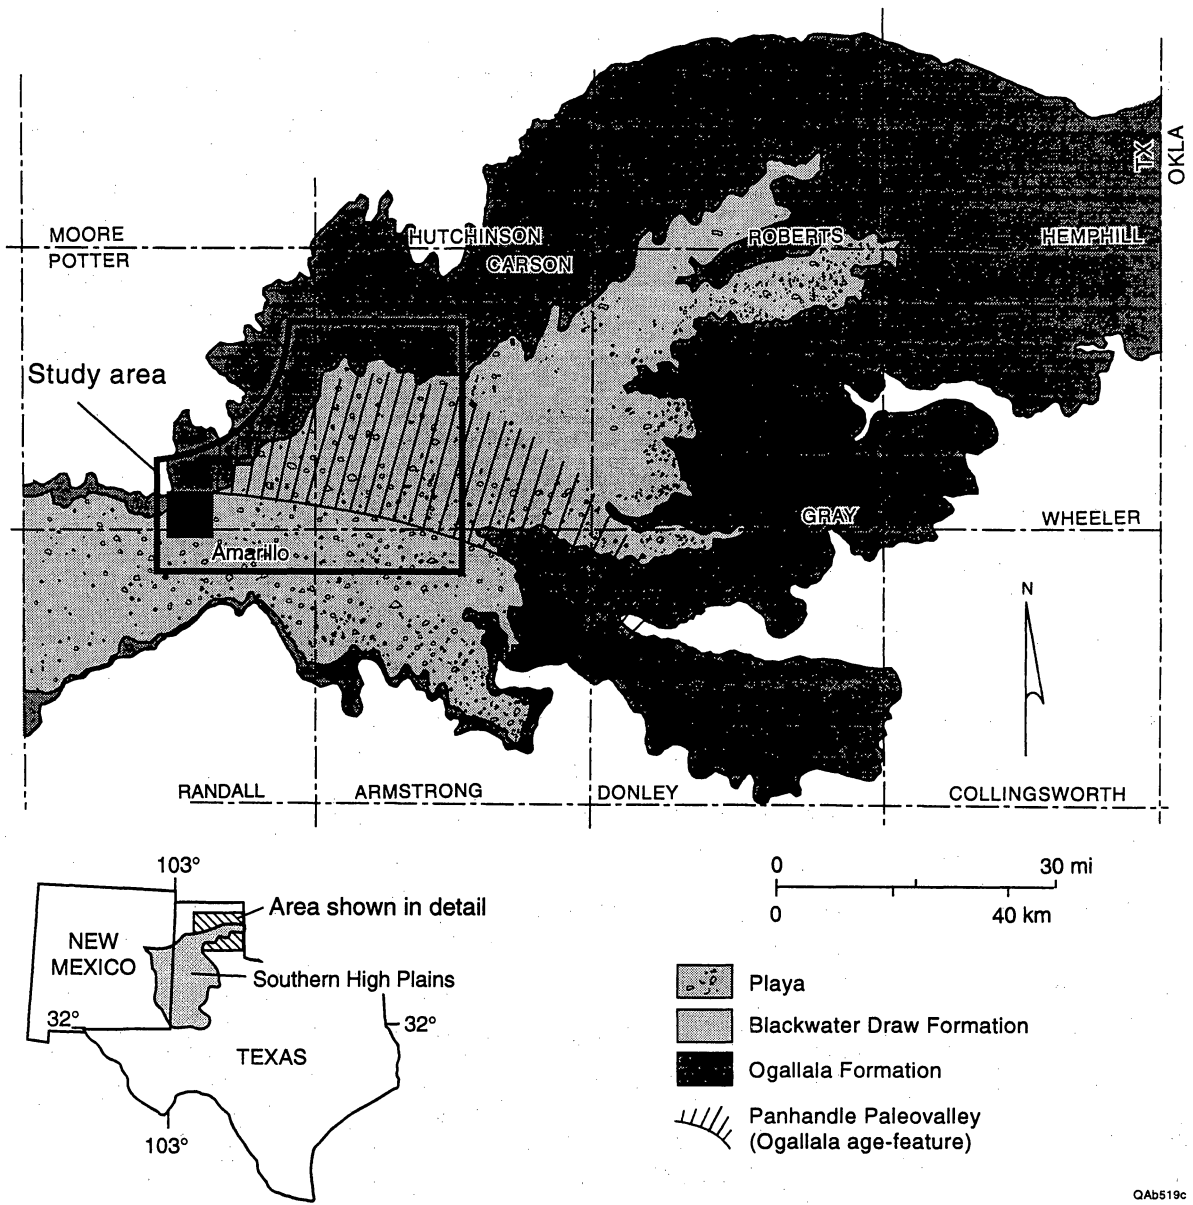 TX
OKLA
MOORE
POTTER
HUTCHINSON
CARSON
ROBERTS
HEMPHILL
Study area
GRAY
WHEELER
Amarillo
N
RANDALL
ARMSTRONG
DONLEY
COLLINGSWORTH
103°
Area shown in detail
NEW
MEXICO
Southern High Plains
32°
32°
TEXAS
103°
0
30 mi
0
40 km
Playa
Blackwater Draw Formation
Ogallala Formation
Panhandle Paleovalley
(Ogallala age-feature)
QAb519c